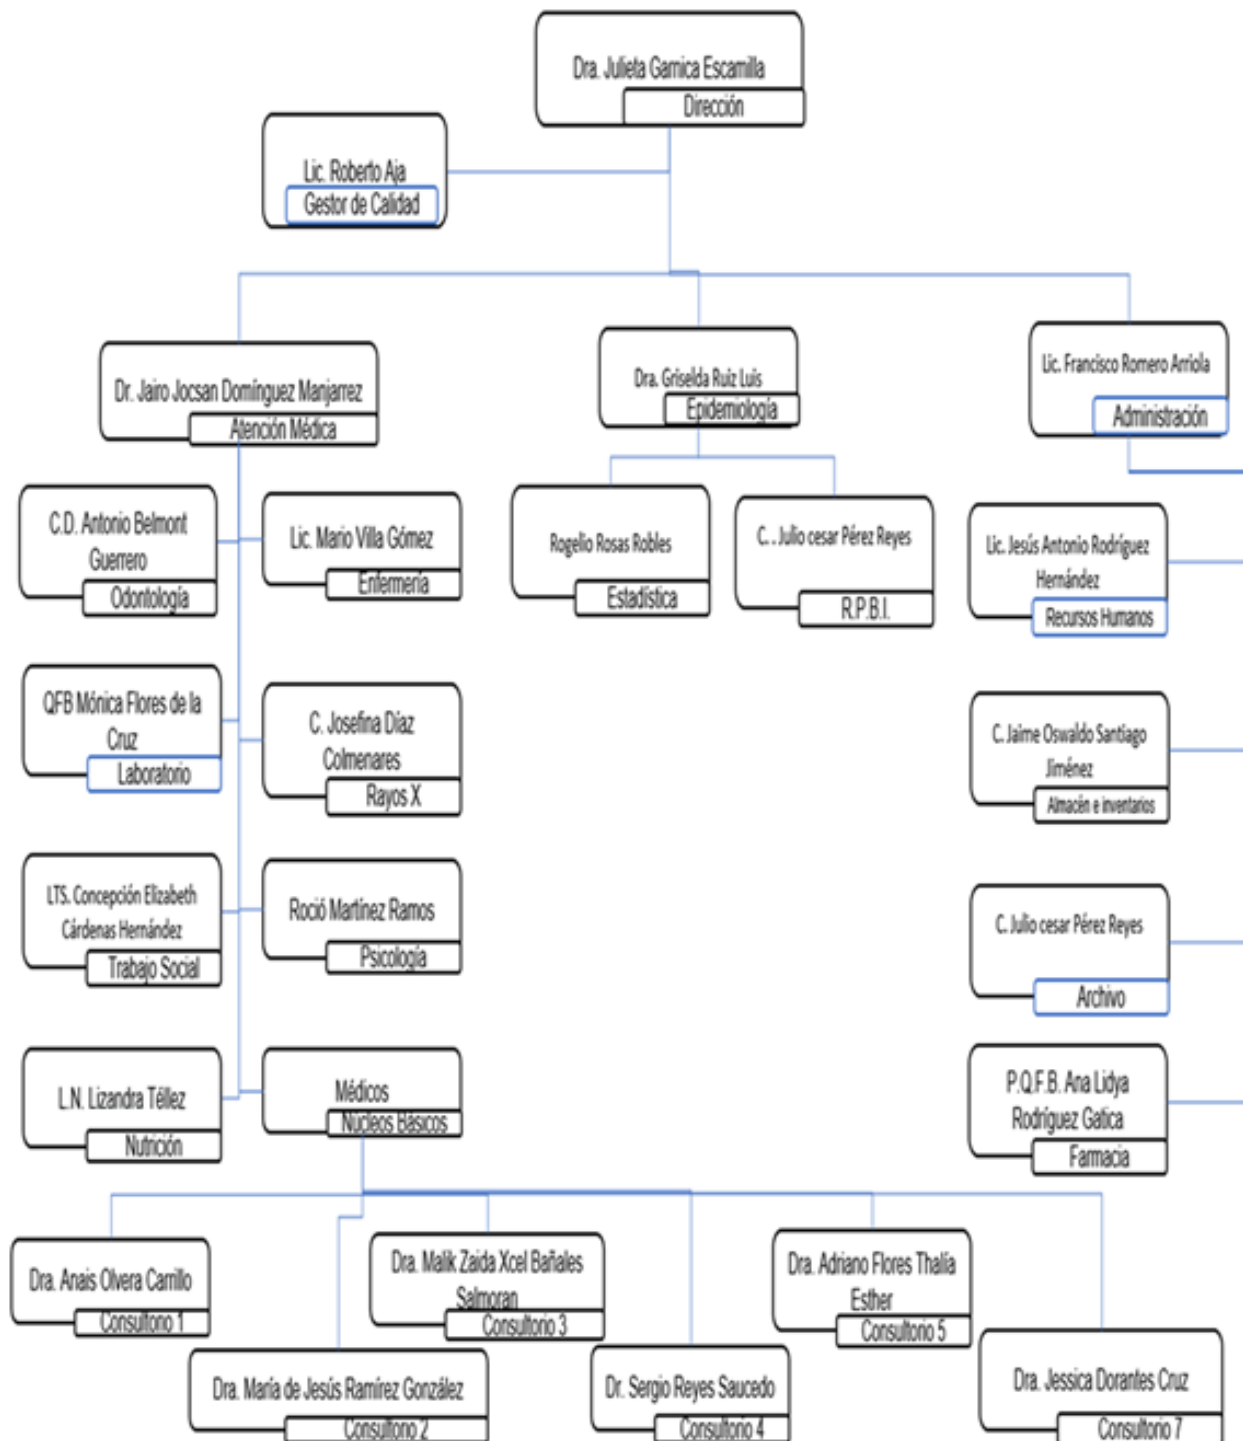 Dra. Julieta Garnica Escamilla
Dirección
Lic. Roberto Aja
Gestor de Calidad
Dr. Jairo Jocsan Domínguez Manjarrez
Atención Médica
Dra. Griselda Ruiz Luis
Epidemiología
Lic. Francisco Romero Arriola
Administración
C.D. Antonio Belmont
Guerrero
Odontología
Lic. Mario Villa Gómez
Enfermería
Rogelio Rosas Robles
Estadística
C. . Julio cesar Pérez Reyes
R.P.B.I.
Lic. Jesús Antonio Rodríguez
Hernández
Recursos Humanos
QFB Mónica Flores de la
Cruz
Laboratorio
C. Josefina Díaz
Colmenares
Rayos X
C. Jaime Oswaldo Santiago
Jiménez
Almacén e inventarios
LTS. Concepción Elizabeth
Cárdenas Hernández
Trabajo Social
Roció Martínez Ramos
Psicología
C. Julio cesar Pérez Reyes
Archivo
L.N. Lizandra Téllez
Nutrición
Médicos
Núcleos Básicos
P.Q.F.B. Ana Lidya
Rodríguez Gatica
Farmacia
Dra. Anais Olvera Carrillo
Consultorio 1
Dra. María de Jesús Ramírez González
Consultorio 2
Dra. Malik Zaida Xcel Bañales
Salmoran
Consultorio 3
Dr. Sergio Reyes Saucedo
Consultorio 4
Dra. Adriano Flores Thalía
Esther
Consultorio 5
Dra. Jessica Dorantes Cruz
Consultorio 7